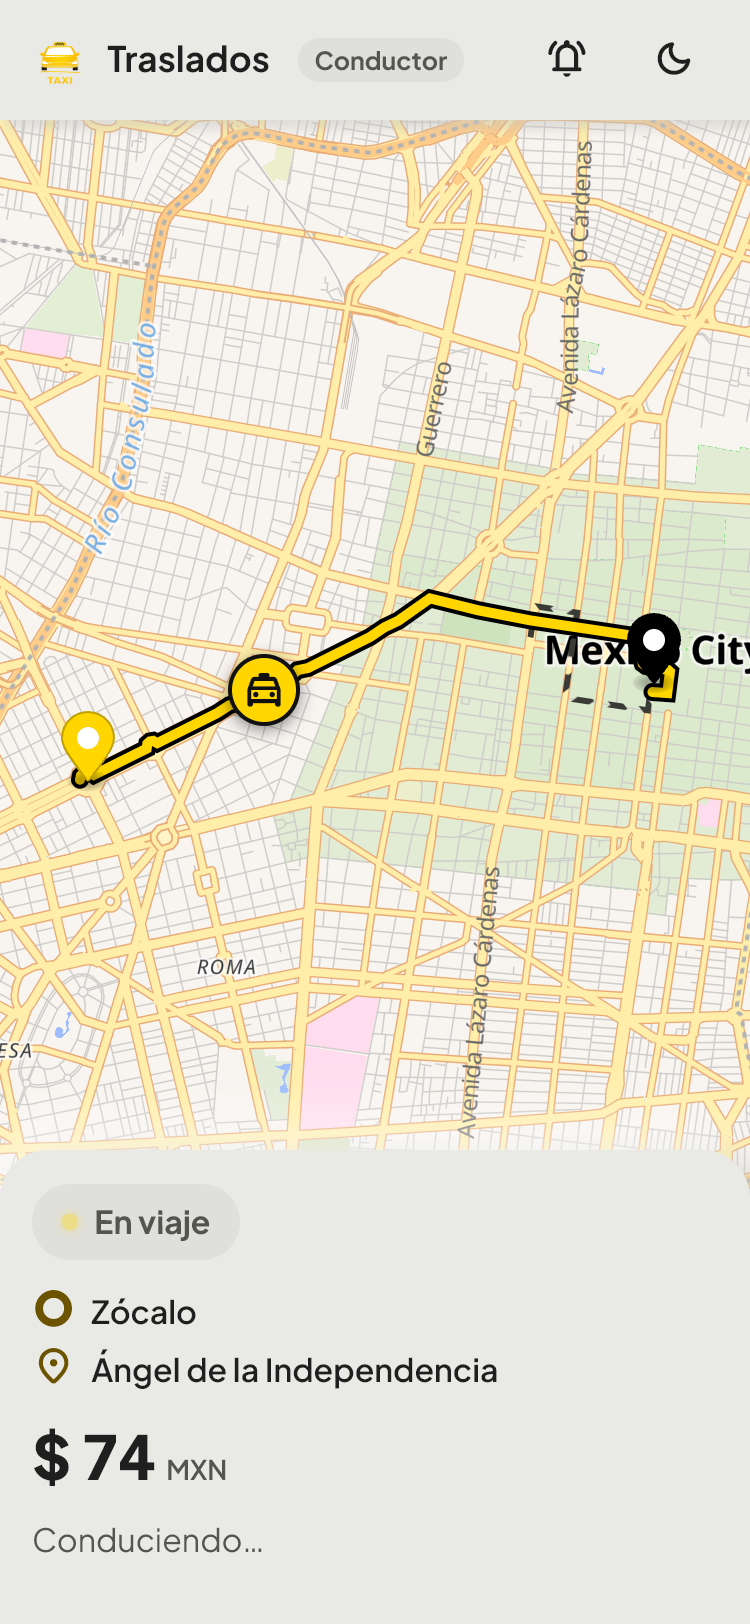 TAXI
Traslados
Conductor
Avenida Lázaro Cárdenas
Río Consulado
Guerrero
Mexi
City
Avenida Lázaro Cárdenas
ROMA
ESA
En viaje
Zócalo
Ángel de la Independencia
$ 74 MXN
Conduciendo...